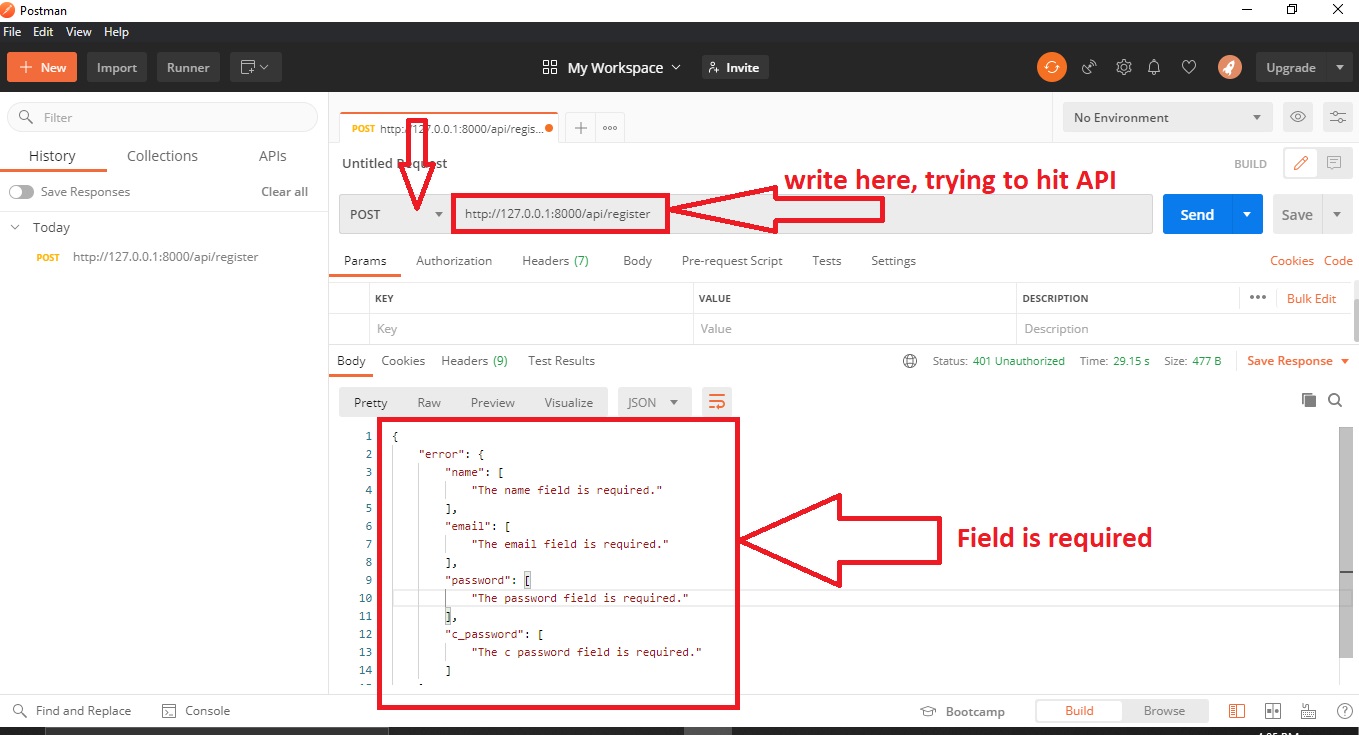 Postman
File Edit View Help
New Import Runner My Workspace Invite Upgrade
Filter
History Collections APIs
Save Responses Clear all
Today
POST http://127.0.0.1:8000/api/register
POST http://127.0.0.1:8000/api/regis...
No Environment
Untitled Request
BUILD
write here, trying to hit API
POST http://127.0.0.1:8000/api/register Send Save
Params Authorization Headers (7) Body Pre-request Script Tests Settings Cookies Code
KEY VALUE DESCRIPTION Bulk Edit
Key Value Description
Body Cookies Headers (9) Test Results Status: 401 Unauthorized Time: 29.15 s Size: 477 B Save Response
Pretty Raw Preview Visualize JSON
1 {
2 "error": {
3 "name": [
4 "The name field is required."
5 ],
6 "email": [
7 "The email field is required."
8 ],
9 "password": [
10 "The password field is required."
11 ],
12 "c_password": [
13 "The c password field is required."
14 ]
Field is required
Find and Replace Console Bootcamp Build Browse